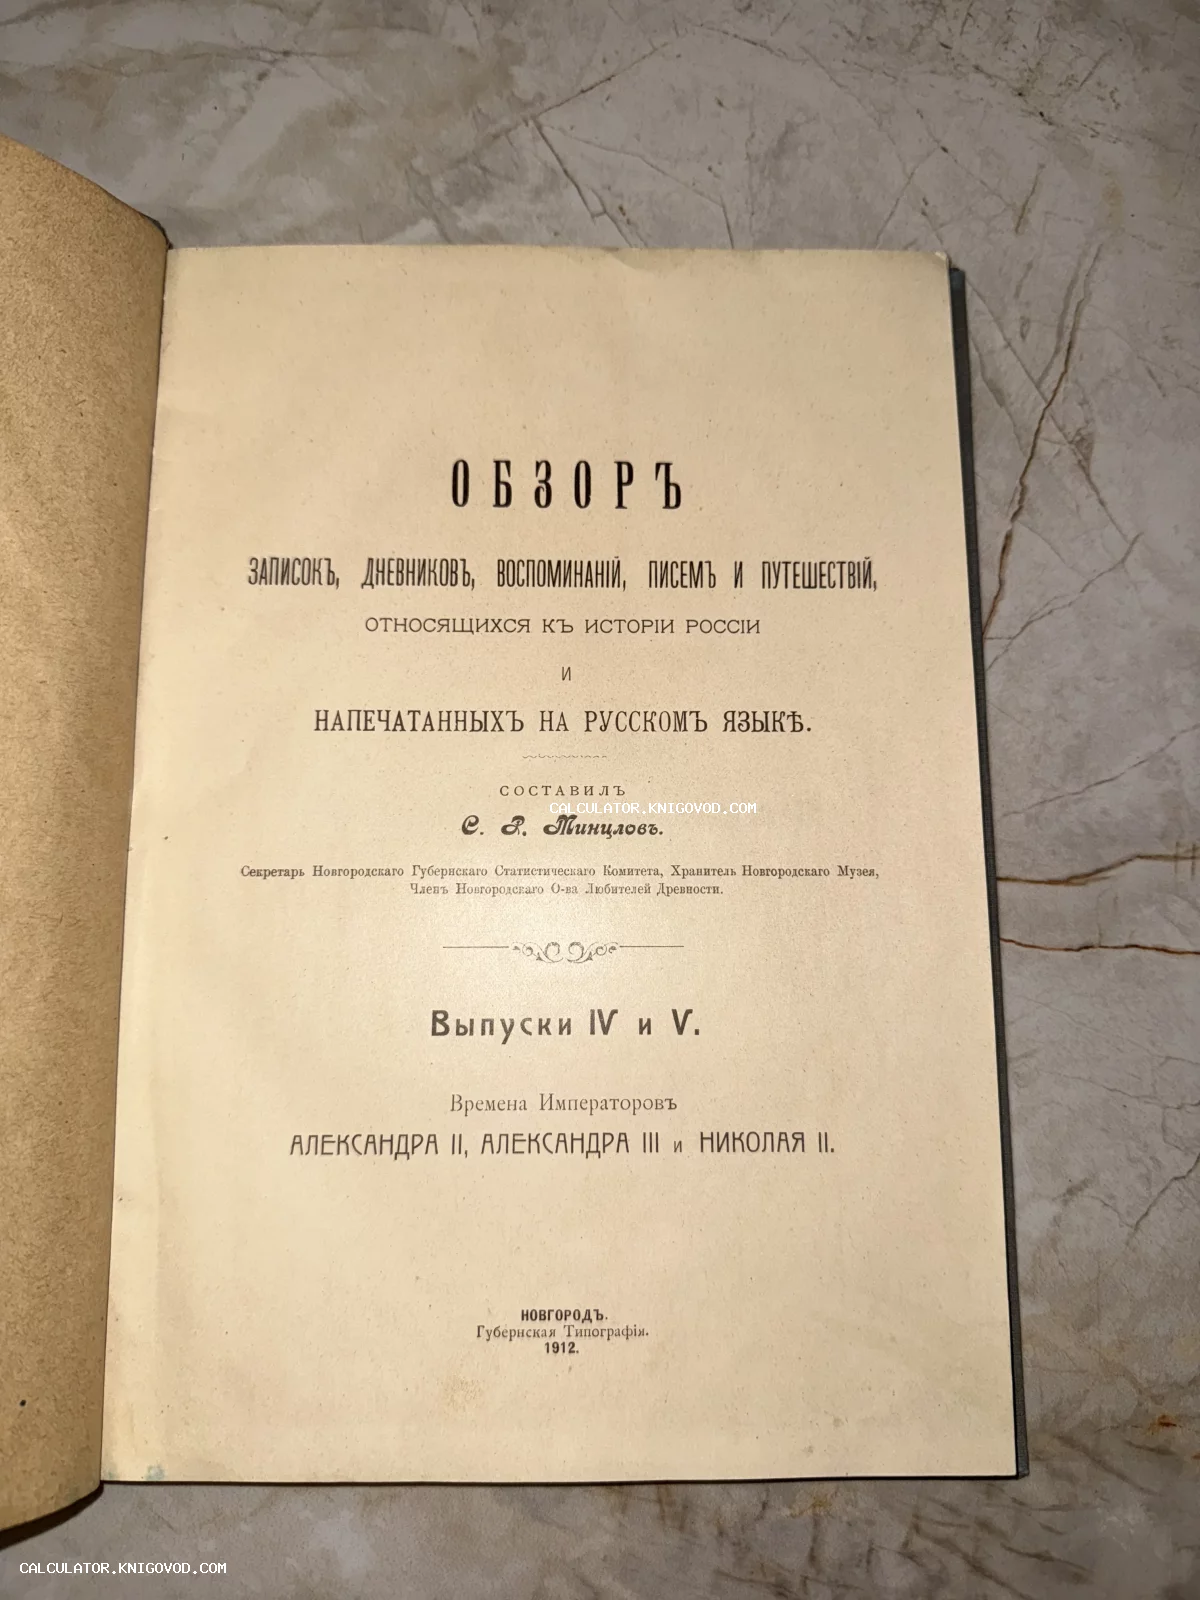 ОБЗОРЪ
ЗАПИСОКЪ, ДНЕВНИКОВЪ, ВОСПОМИНАНІЙ, ПИСЕМЪ И ПУТЕШЕСТВІЙ,
ОТНОСЯЩИХСЯ КЪ ИСТОРІИ РОССІИ
И
НАПЕЧАТАННЫХЪ НА РУССКОМЪ ЯЗЫКѢ.
СОСТАВИЛЪ
CALCULATOR.KNIGOVOD.COM
С. Р. Минцловъ.
Секретарь Новгородскаго Губернскаго Статистическаго Комитета, Хранитель Новгородскаго Музея,
Членъ Новгородскаго О-ва Любителей Древности.
Выпуски IV и V.
Времена Императоровъ
АЛЕКСАНДРА II, АЛЕКСАНДРА III и НИКОЛАЯ II.
НОВГОРОДЪ.
Губернская Типографія.
1912.
CALCULATOR.KNIGOVOD.COM